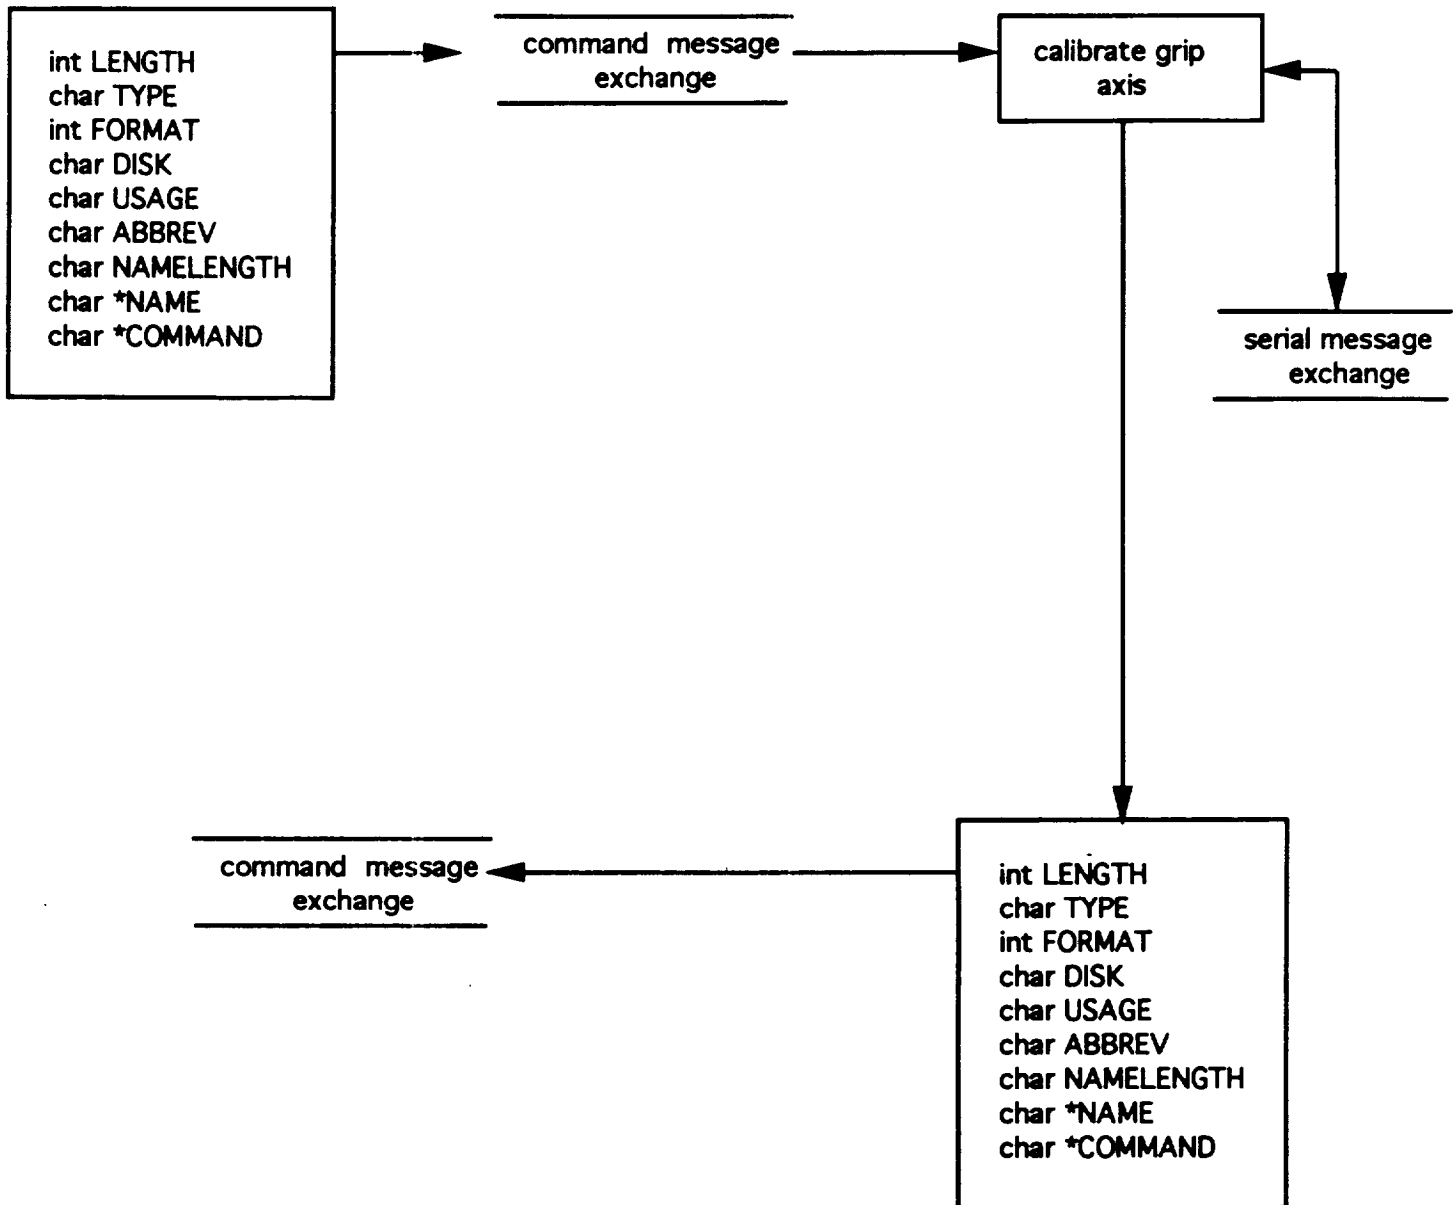 int LENGTH
char TYPE
int FORMAT
char DISK
char USAGE
char ABBREV
char NAMELENGTH
char *NAME
char *COMMAND
command message
exchange
calibrate grip
axis
serial message
exchange
command message
exchange
int LENGTH
char TYPE
int FORMAT
char DISK
char USAGE
char ABBREV
char NAMELENGTH
char *NAME
char *COMMAND